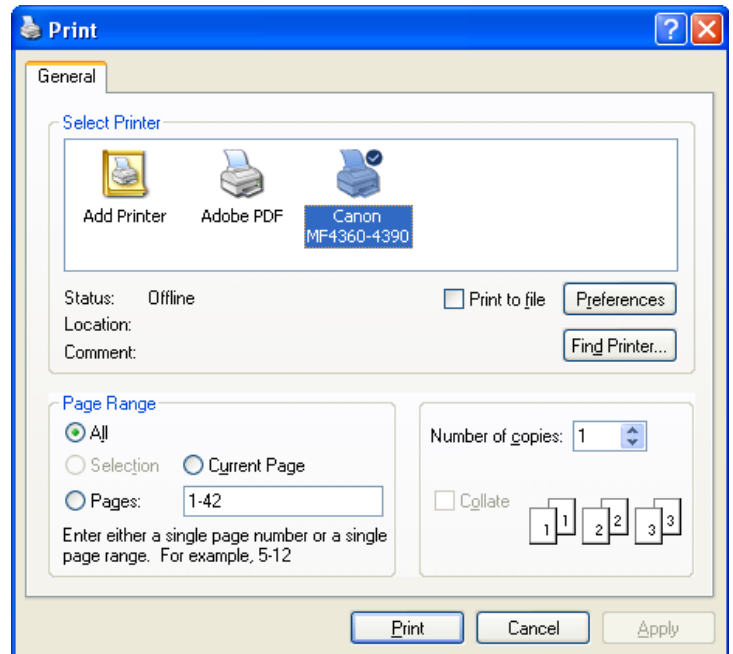 Print
General
Select Printer
Add Printer Adobe PDF Canon
MF4360-4390
Status: Offline Print to file Preferences
Location:
Comment: Find Printer...
Page Range
All
Selection Current Page
Pages: 1-42
Enter either a single page number or a single
page range. For example, 5-12
Number of copies: 1
Collate
1 1 2 2 3 3
Print Cancel Apply